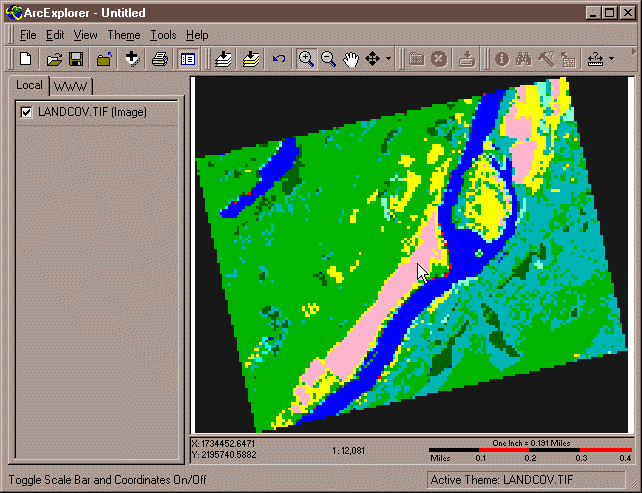 ArcExplorer - Untitled
File Edit View Theme Tools Help
Local WWW
LANDCOV.TIF (Image)
X: 1734452.6471
Y: 2195740.5882
1: 12,081
One Inch = 0.191 Miles
Miles 0.1 0.2 0.3 0.4
Toggle Scale Bar and Coordinates On/Off
Active Theme: LANDCOV.TIF